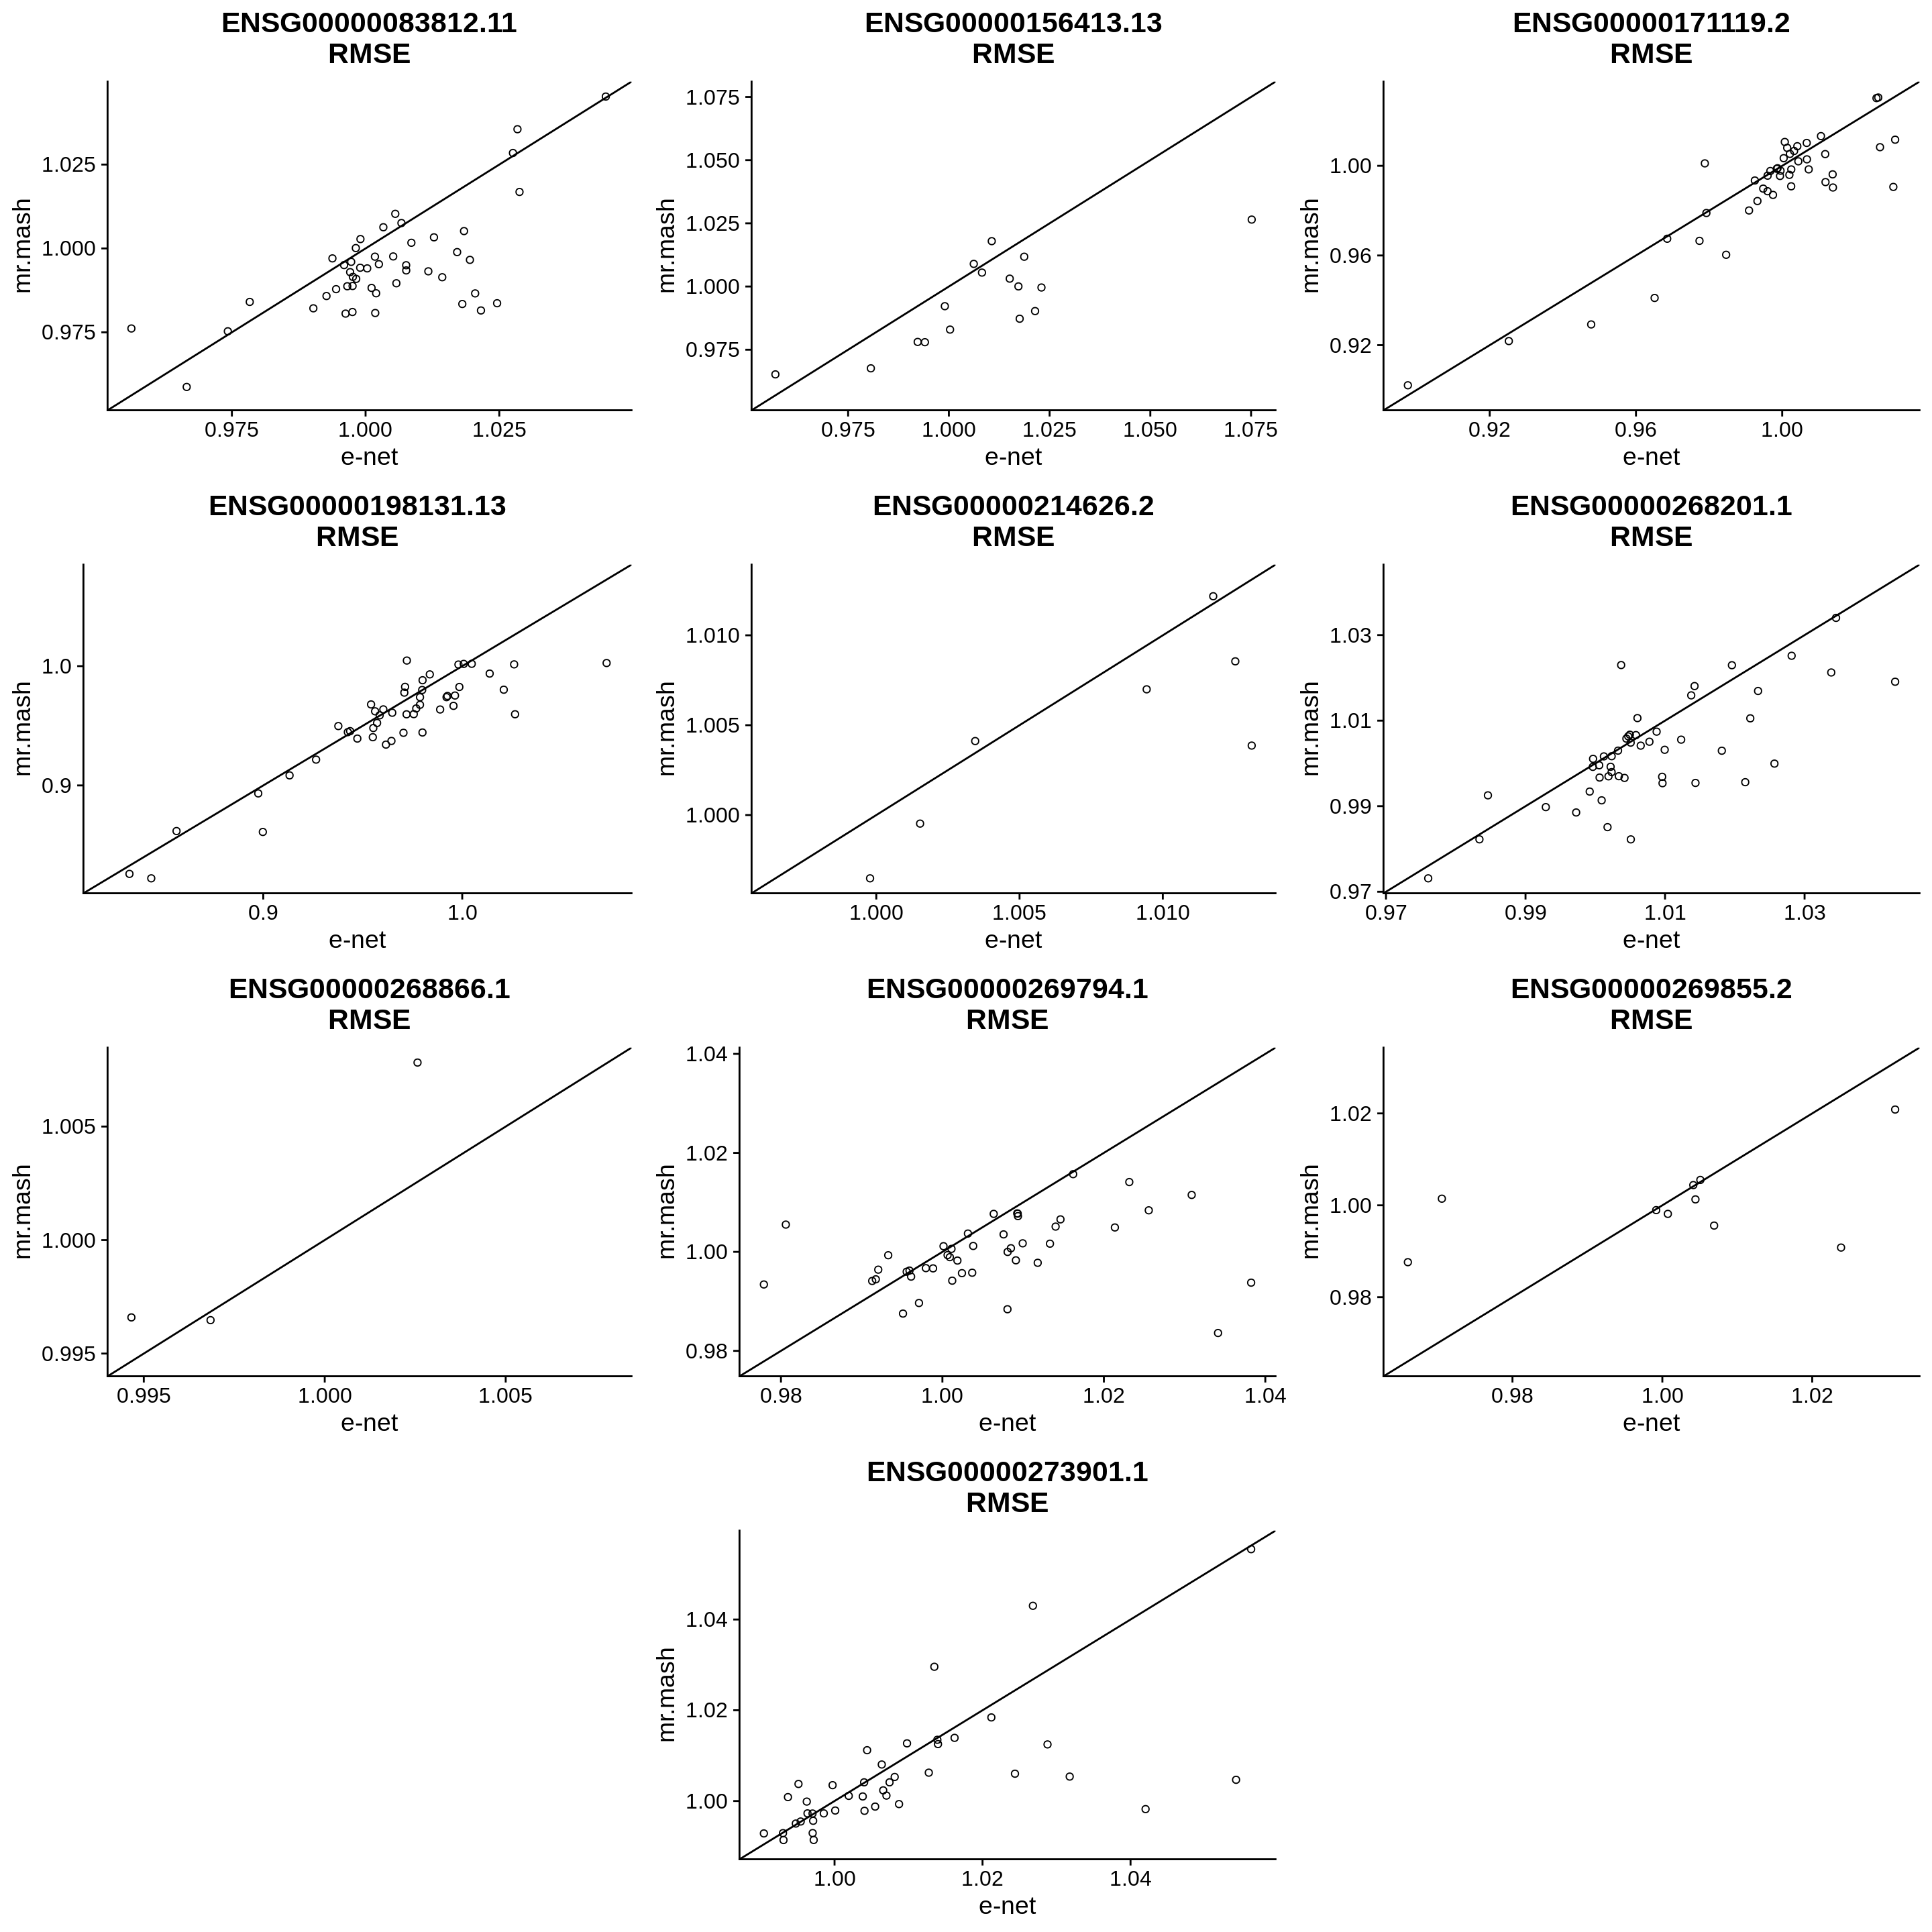 ENSG00000083812.11
RMSE
mr.mash
1.025
1.000
0.975
0.975 1.000 1.025
e-net
ENSG00000156413.13
RMSE
mr.mash
1.075
1.050
1.025
1.000
0.975
0.975 1.000 1.025 1.050 1.075
e-net
ENSG00000171119.2
RMSE
mr.mash
1.00
0.96
0.92
0.92 0.96 1.00
e-net
ENSG00000198131.13
RMSE
mr.mash
1.0
0.9
0.9 1.0
e-net
ENSG00000214626.2
RMSE
mr.mash
1.010
1.005
1.000
1.000 1.005 1.010
e-net
ENSG00000268201.1
RMSE
mr.mash
1.03
1.01
0.99
0.97
0.97 0.99 1.01 1.03
e-net
ENSG00000268866.1
RMSE
mr.mash
1.005
1.000
0.995
0.995 1.000 1.005
e-net
ENSG00000269794.1
RMSE
mr.mash
1.04
1.02
1.00
0.98
0.98 1.00 1.02 1.04
e-net
ENSG00000269855.2
RMSE
mr.mash
1.02
1.00
0.98
0.98 1.00 1.02
e-net
ENSG00000273901.1
RMSE
mr.mash
1.04
1.02
1.00
1.00 1.02 1.04
e-net